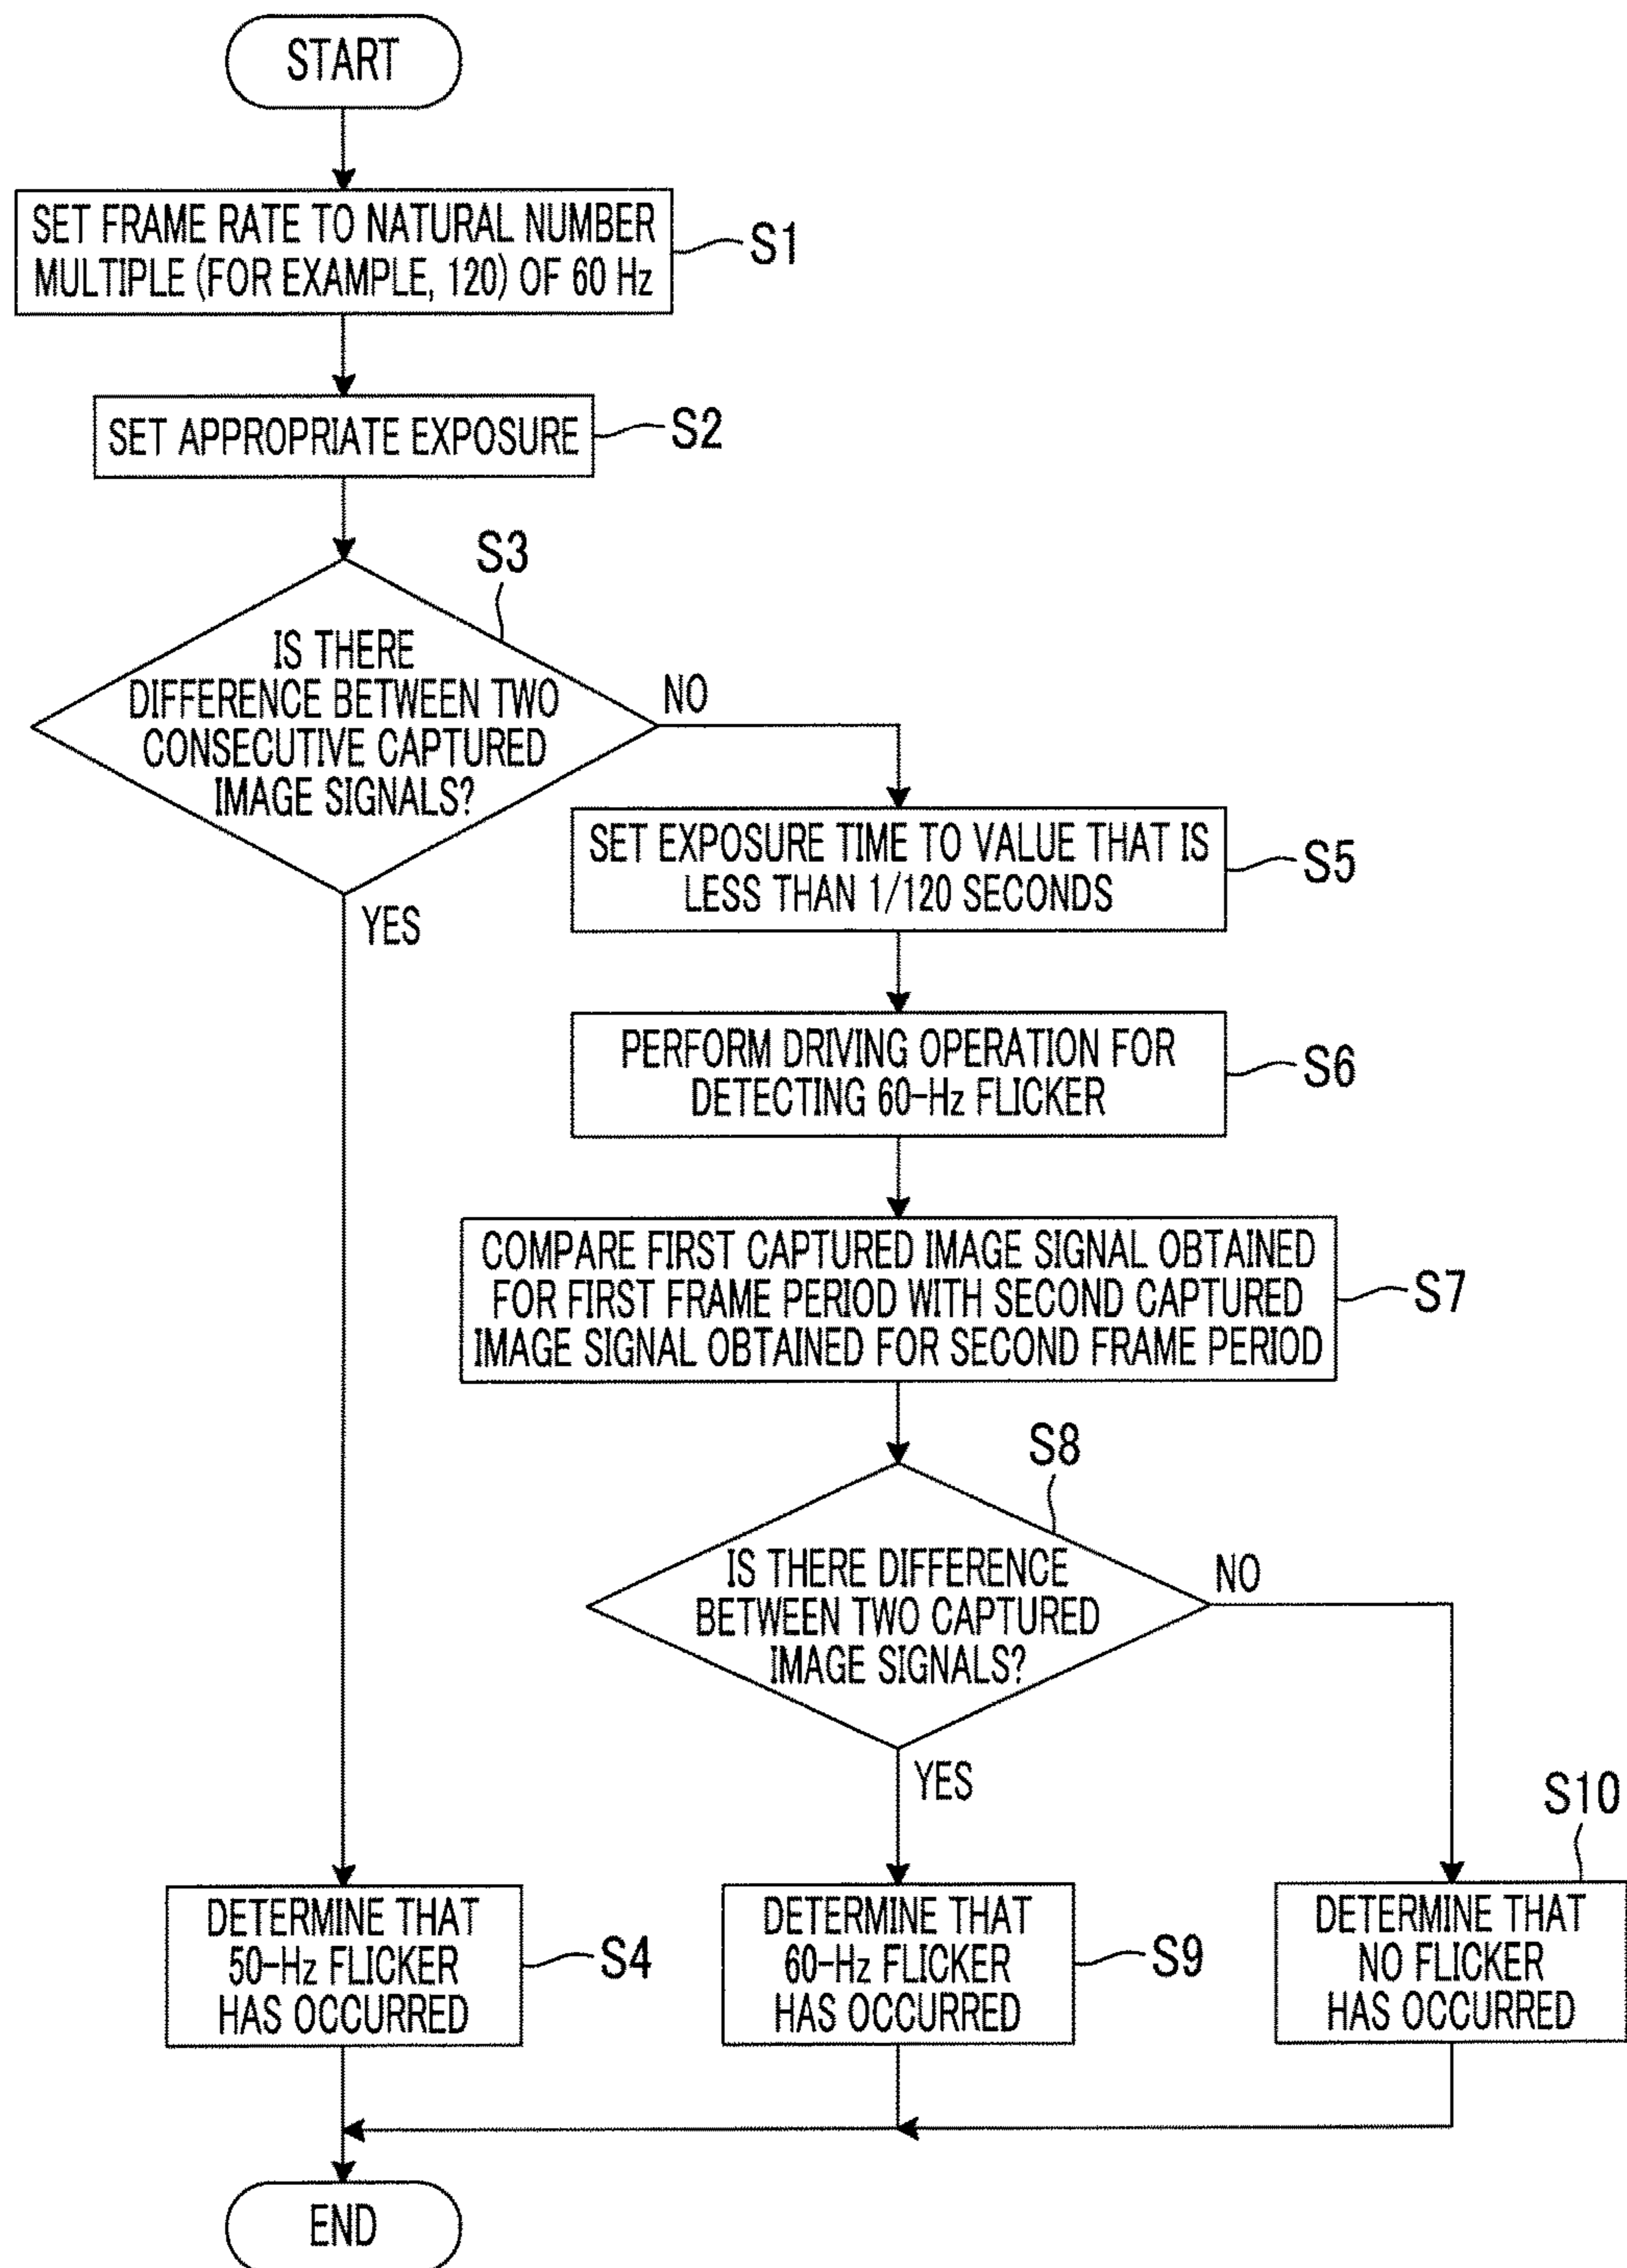 START
SET FRAME RATE TO NATURAL NUMBER
MULTIPLE (FOR EXAMPLE, 120) OF 60 Hz
S1
SET APPROPRIATE EXPOSURE
S2
S3
IS THERE
DIFFERENCE BETWEEN TWO
CONSECUTIVE CAPTURED
IMAGE SIGNALS?
NO
YES
SET EXPOSURE TIME TO VALUE THAT IS
LESS THAN 1/120 SECONDS
S5
PERFORM DRIVING OPERATION FOR
DETECTING 60-Hz FLICKER
S6
COMPARE FIRST CAPTURED IMAGE SIGNAL OBTAINED
FOR FIRST FRAME PERIOD WITH SECOND CAPTURED
IMAGE SIGNAL OBTAINED FOR SECOND FRAME PERIOD
S7
S8
IS THERE DIFFERENCE
BETWEEN TWO CAPTURED
IMAGE SIGNALS?
NO
YES
S10
DETERMINE THAT
50-Hz FLICKER
HAS OCCURRED
S4
DETERMINE THAT
60-Hz FLICKER
HAS OCCURRED
S9
DETERMINE THAT
NO FLICKER
HAS OCCURRED
END